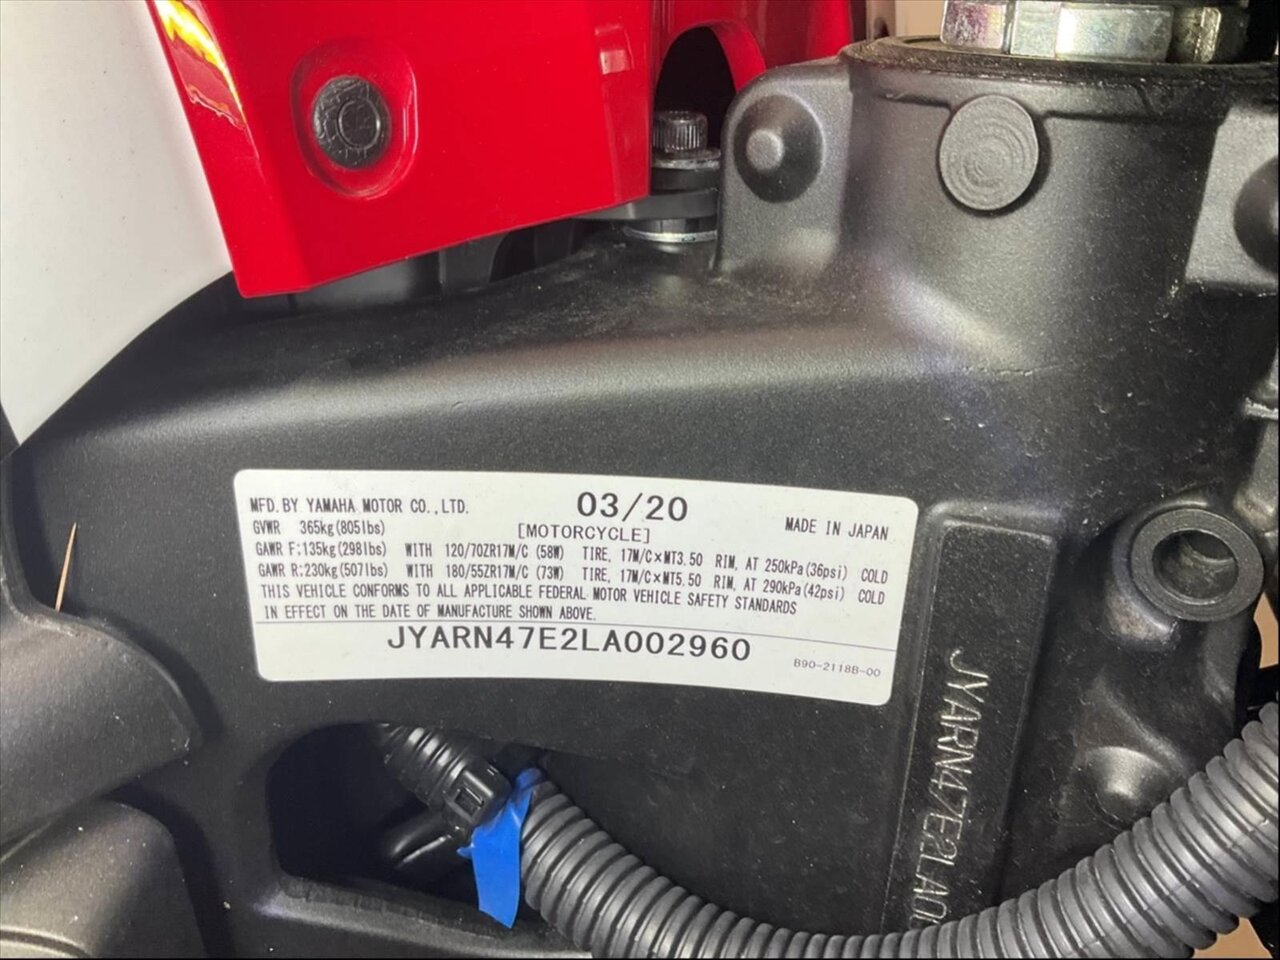 MFD. BY YAMAHA MOTOR CO., LTD.
03/20
MADE IN JAPAN
GVWR 365kg(805lbs)
[MOTORCYCLE]
GAWR F:135kg(298lbs) WITH 120/70ZR17M/C (58W) TIRE, 17M/C×MT3.50 RIM, AT 250kPa(36psi) COLD
GAWR R:230kg(507lbs) WITH 180/55ZR17M/C (73W) TIRE, 17M/C×MT5.50 RIM, AT 290kPa(42psi) COLD
THIS VEHICLE CONFORMS TO ALL APPLICABLE FEDERAL MOTOR VEHICLE SAFETY STANDARDS
IN EFFECT ON THE DATE OF MANUFACTURE SHOWN ABOVE.
JYARN47E2LA002960
B90-2118B-00
JYARN47E2LA00